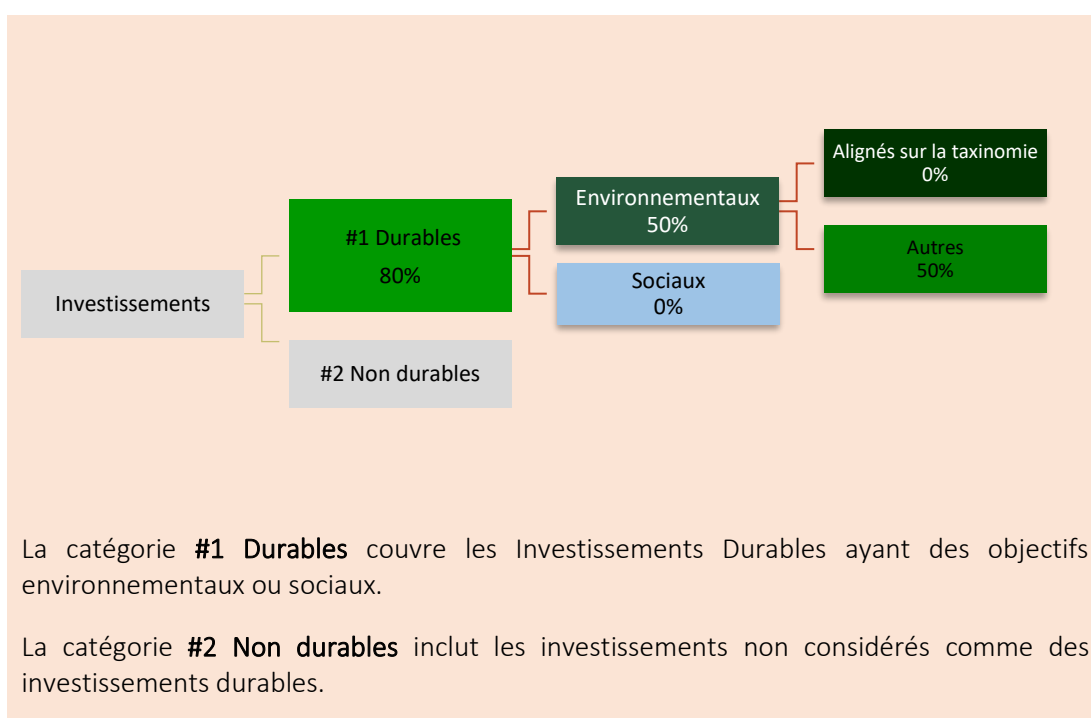 Alignés sur la taxinomie
0%
Environnementaux
50%
#1 Durables
80%
Autres
50%
Sociaux
0%
Investissements
#2 Non durables
La catégorie #1 Durables couvre les Investissements Durables ayant des objectifs
environnementaux ou sociaux.
La catégorie #2 Non durables inclut les investissements non considérés comme des
investissements durables.